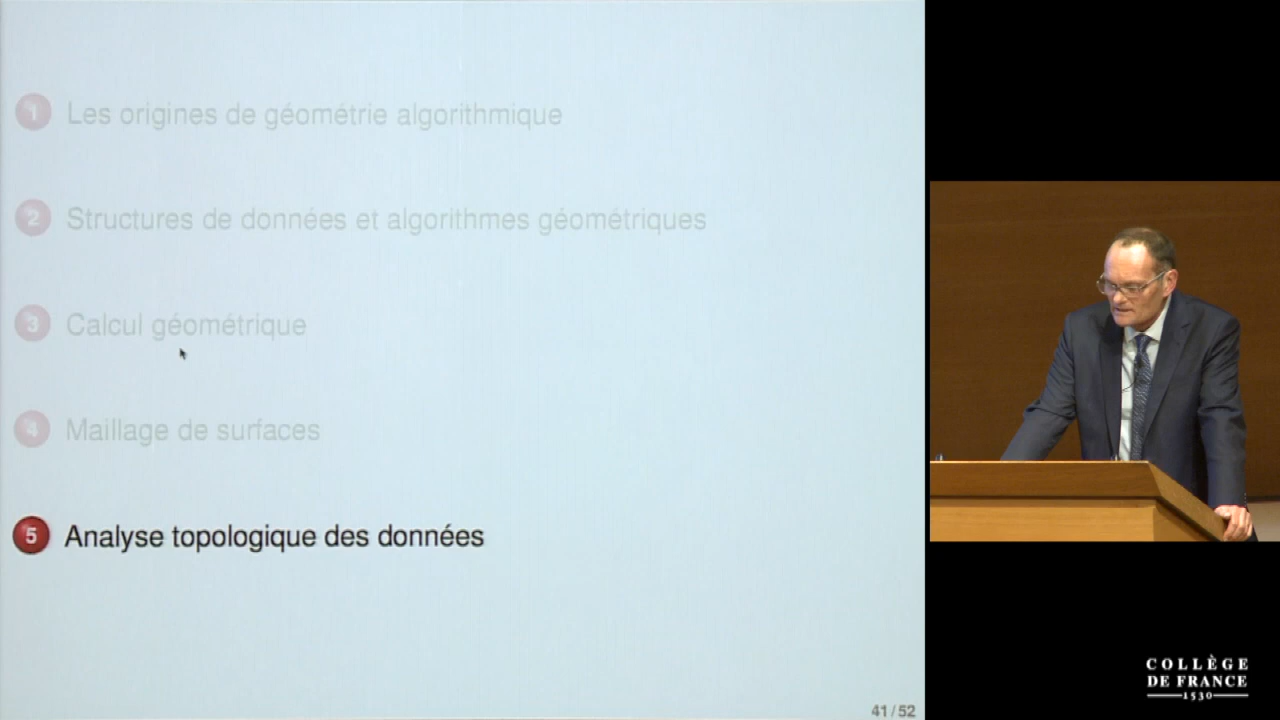 1 Les origines de géométrie algorithmique
2 Structures de données et algorithmes géométriques
3 Calcul géométrique
4 Maillage de surfaces
5 Analyse topologique des données
41 / 52
COLLÈGE
DE FRANCE
1530